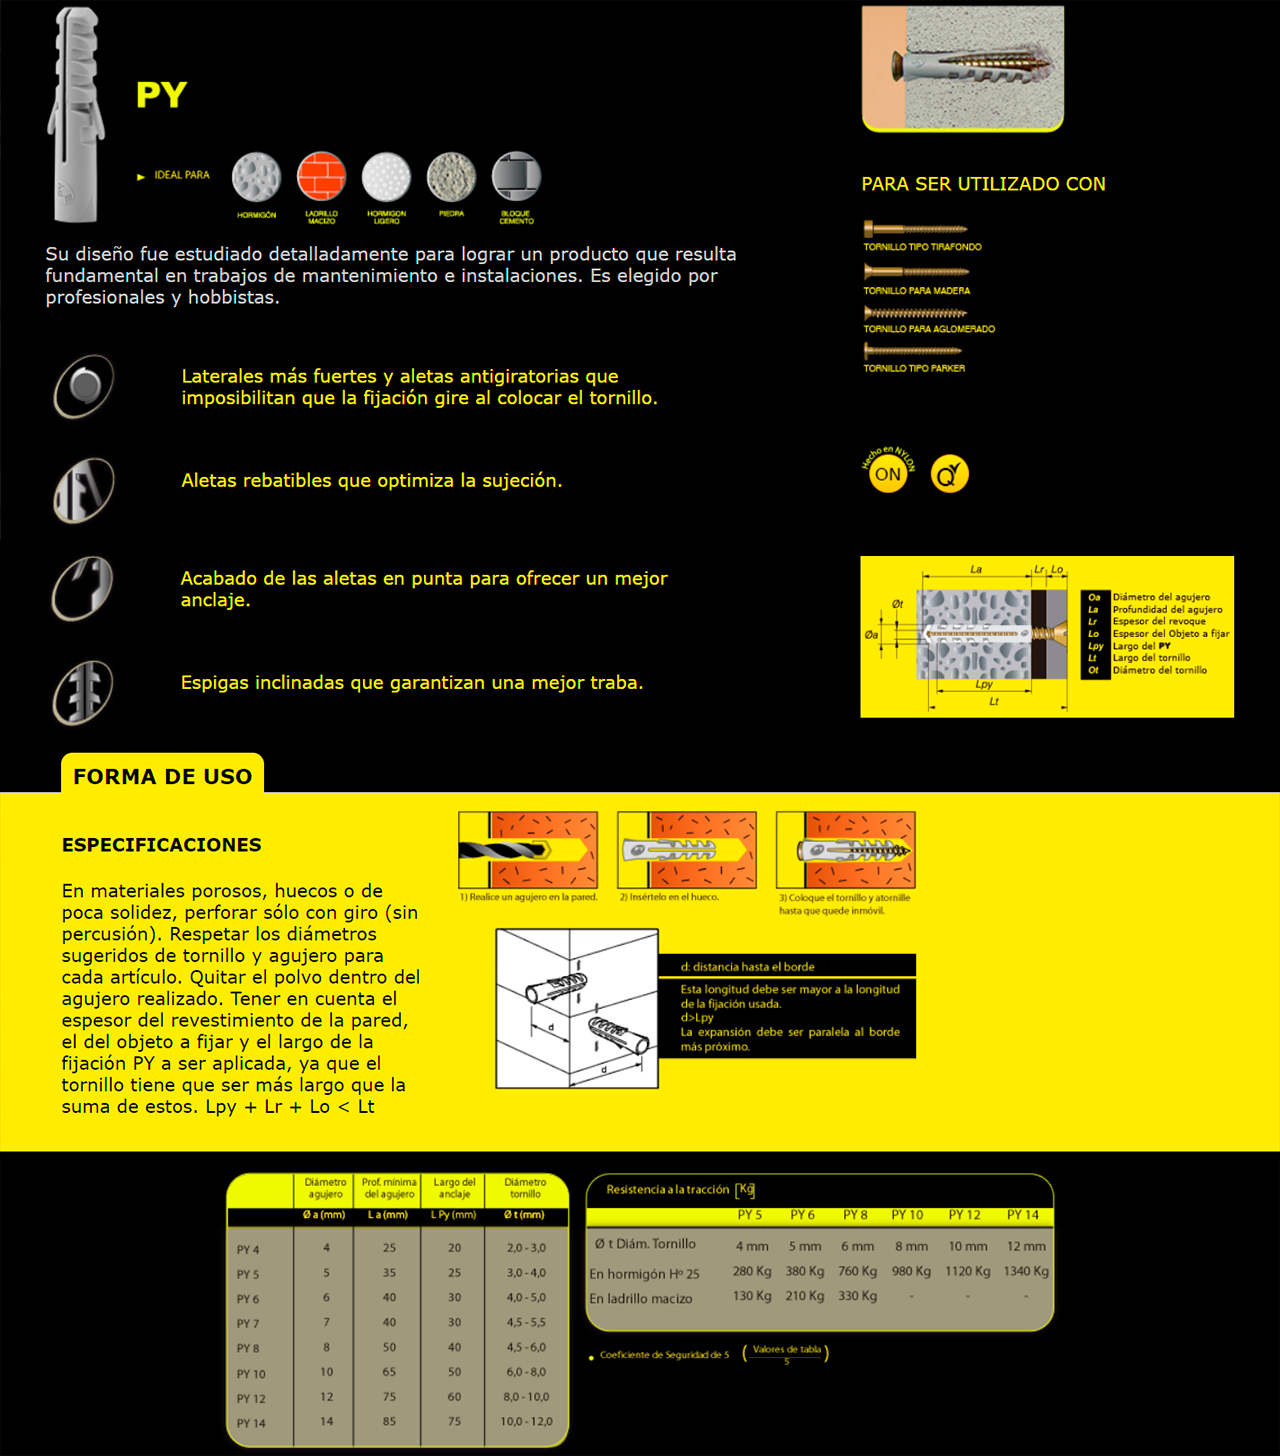 PY
IDEAL PARA
HORMIGÓN
LADRILLO
MACIZO
HORMIGON
LIGERO
PIEDRA
BLOQUE
CEMENTO
Su diseño fue estudiado detalladamente para lograr un producto que resulta
fundamental en trabajos de mantenimiento e instalaciones. Es elegido por
profesionales y hobbistas.
Laterales más fuertes y aletas antigiratorias que
imposibilitan que la fijación gire al colocar el tornillo.
Aletas rebatibles que optimiza la sujeción.
Acabado de las aletas en punta para ofrecer un mejor
anclaje.
Espigas inclinadas que garantizan una mejor traba.
PARA SER UTILIZADO CON
TORNILLO TIPO TIRAFONDO
TORNILLO PARA MADERA
TORNILLO PARA AGLOMERADO
TORNILLO TIPO PARKER
Hecho en NYLON
ON
Q
La Lr Lo
Øt
Øa
Lpy
Lt
Oa Diámetro del agujero
La Profundidad del agujero
Lr Espesor del revoque
Lo Espesor del Objeto a fijar
Lpy Largo del PY
Lt Largo del tornillo
Ot Diámetro del tornillo
FORMA DE USO
ESPECIFICACIONES
En materiales porosos, huecos o de
poca solidez, perforar sólo con giro (sin
percusión). Respetar los diámetros
sugeridos de tornillo y agujero para
cada artículo. Quitar el polvo dentro del
agujero realizado. Tener en cuenta el
espesor del revestimiento de la pared,
el del objeto a fijar y el largo de la
fijación PY a ser aplicada, ya que el
tornillo tiene que ser más largo que la
suma de estos. Lpy + Lr + Lo < Lt
1) Realice un agujero en la pared.
2) Insértelo en el hueco.
3) Coloque el tornillo y atornille
hasta que quede inmóvil.
d
d
d: distancia hasta el borde
Esta longitud debe ser mayor a la longitud
de la fijación usada.
d>Lpy
La expansión debe ser paralela al borde
más próximo.
Diámetro agujero Prof. mínima del agujero Largo del anclaje Diámetro tornillo
Ø a (mm) L a (mm) L Py (mm) Ø t (mm)
PY 4 4 25 20 2,0 - 3,0
PY 5 5 35 25 3,0 - 4,0
PY 6 6 40 30 4,0 - 5,0
PY 7 7 40 30 4,5 - 5,5
PY 8 8 50 40 4,5 - 6,0
PY 10 10 65 50 6,0 - 8,0
PY 12 12 75 60 8,0 - 10,0
PY 14 14 85 75 10,0 - 12,0
Resistencia a la tracción [Kg]
PY 5 PY 6 PY 8 PY 10 PY 12 PY 14
Ø t Diám. Tornillo 4 mm 5 mm 6 mm 8 mm 10 mm 12 mm
En hormigón Hº 25 280 Kg 380 Kg 760 Kg 980 Kg 1120 Kg 1340 Kg
En ladrillo macizo 130 Kg 210 Kg 330 Kg - - -
• Coeficiente de Seguridad de 5 (Valores de tabla
5)